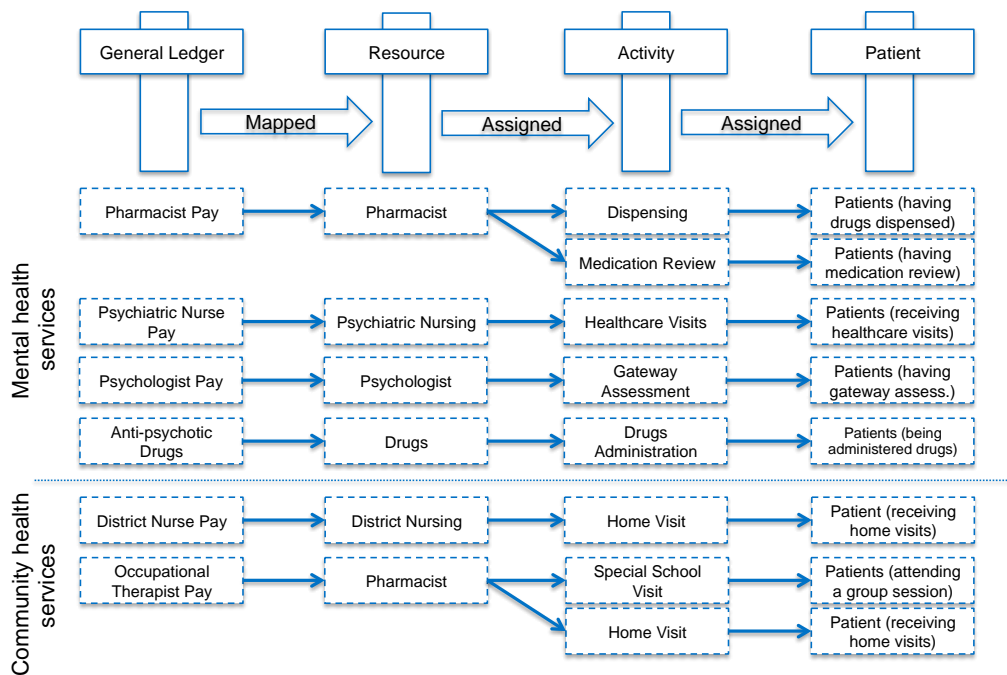 General Ledger
Resource
Activity
Patient
Mapped
Assigned
Assigned
Mental health
services
Pharmacist Pay
Pharmacist
Dispensing
Patients (having
drugs dispensed)
Medication Review
Patients (having
medication review)
Psychiatric Nurse
Pay
Psychiatric Nursing
Healthcare Visits
Patients (receiving
healthcare visits)
Psychologist Pay
Psychologist
Gateway
Assessment
Patients (having
gateway assess.)
Anti-psychotic
Drugs
Drugs
Drugs
Administration
Patients (being
administered drugs)
Community health
services
District Nurse Pay
District Nursing
Home Visit
Patient (receiving
home visits)
Occupational
Therapist Pay
Pharmacist
Special School
Visit
Patients (attending
a group session)
Home Visit
Patient (receiving
home visits)